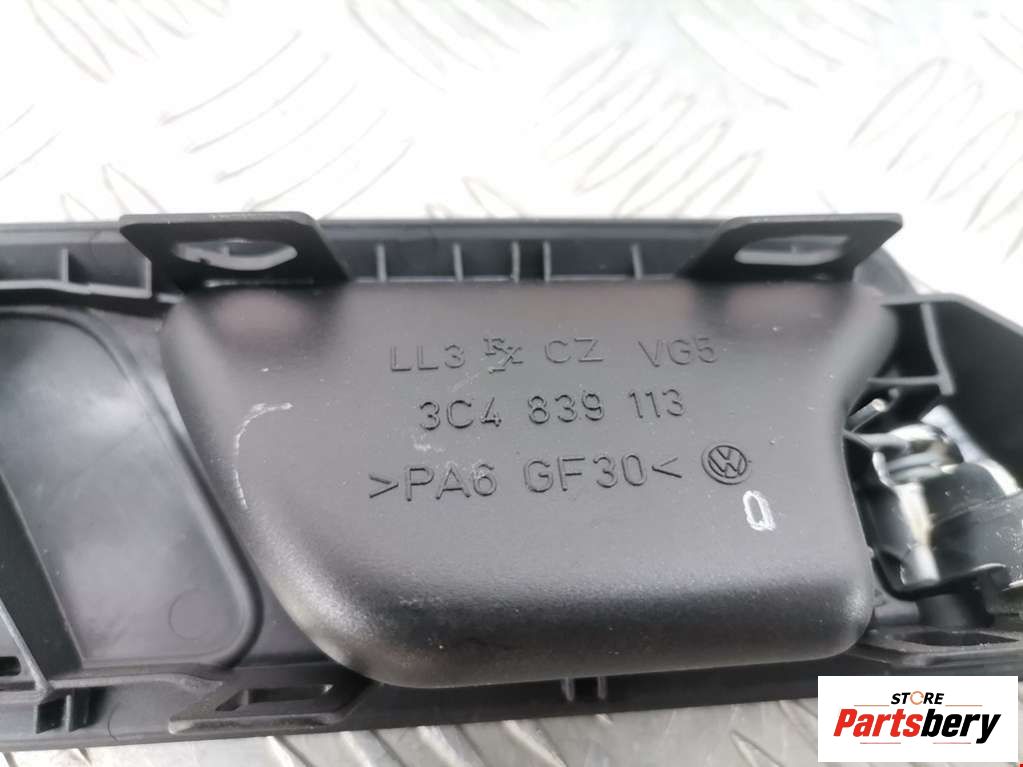 LL3 CZ VG5
3C4 839 113
>PA6 GF30<
Q
STORE
Partsbery